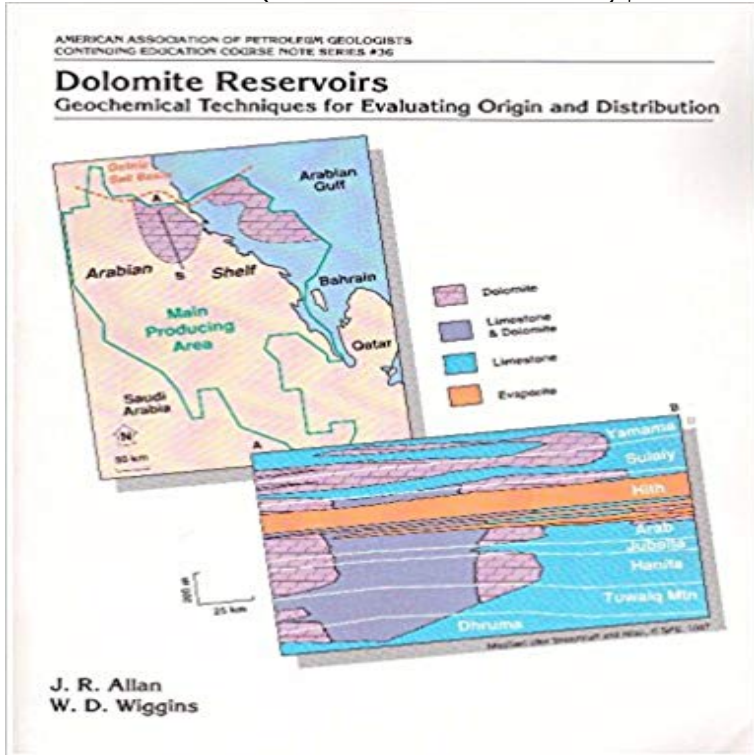 AMERICAN ASSOCIATION OF PETROLEUM GEOLOGISTS
CONTINUING EDUCATION COURSE NOTE SERIES #36
Dolomite Reservoirs
Geochemical Techniques for Evaluating Origin and Distribution
Salt Basin
Arabian
Gulf
A
Arabian Shelf
S
Bahrain
Main
Producing
Area
Qatar
Saudi
Arabia
N
50 km
A
Dolomite
Limestone
& Dolomite
Limestone
Evaporite
B
Yamama
Sulaiy
Hith
Arab
Jubaila
Hanifa
Tuwaiq Mtn
Dhruma
25 km
J. R. Allan
W. D. Wiggins